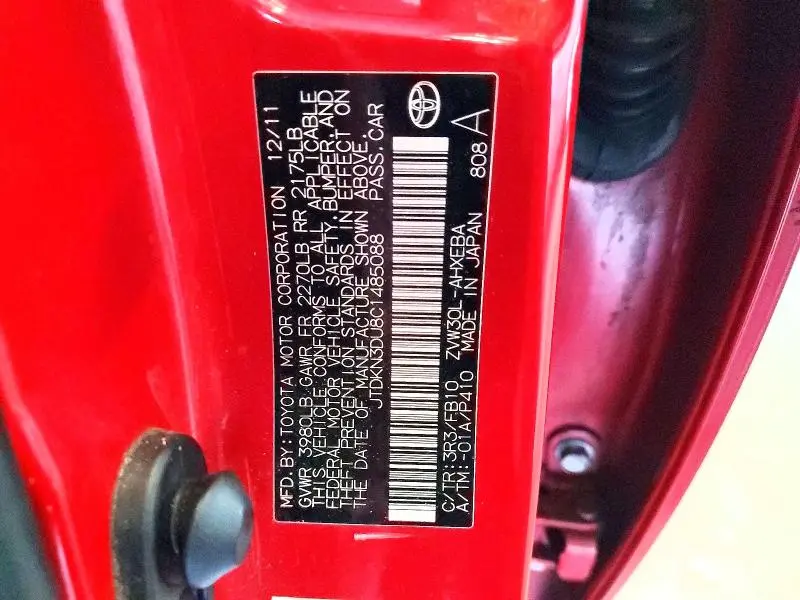 MFD.BY:TOYOTA MOTOR CORPORATION 12/11
GVWR 3980LB GAWR FR 2270LB RR 2175LB
THIS VEHICLE CONFORMS TO ALL APPLICABLE
FEDERAL MOTOR VEHICLE SAFETY, BUMPER, AND
THEFT PREVENTION STANDARDS IN EFFECT ON
THE DATE OF MANUFACTURE SHOWN ABOVE.
JTDKN3DU8C1485088 PASS.CAR
C/TR:3R3/FB10 ZVW30L-AHXEBA
A/TM:-01A/P410 MADE IN JAPAN 808 A